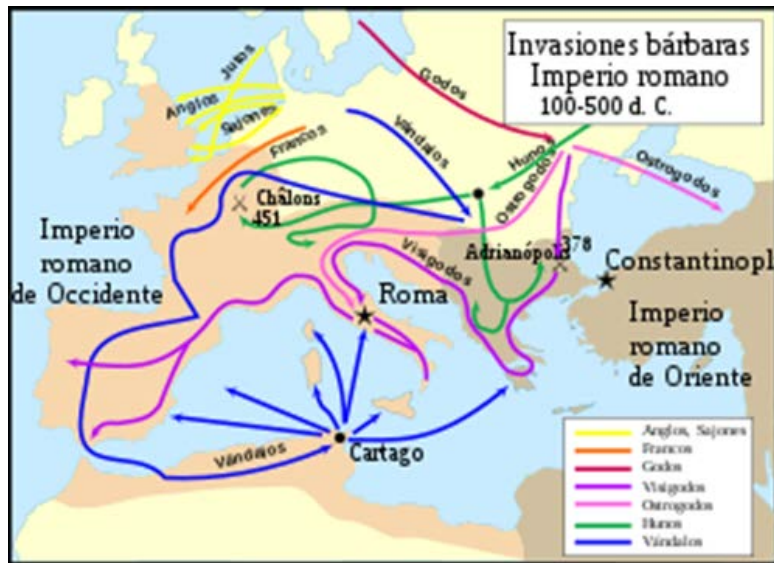 Invasiones bárbaras
Imperio romano
100-500 d. C.
Jutos
Anglos
Sajones
Godos
Francos
Vándalos
Hunos
Ostrogodos
Ostrogodos
Châlons
451
Visigodos
Adrianópolis
378
Imperio
romano
de Occidente
Constantinopl
Roma
Imperio
romano
de Oriente
Vándalos
Cartago
Anglos, Sajones
Francos
Godos
Visigodos
Ostrogodos
Hunos
Vándalos